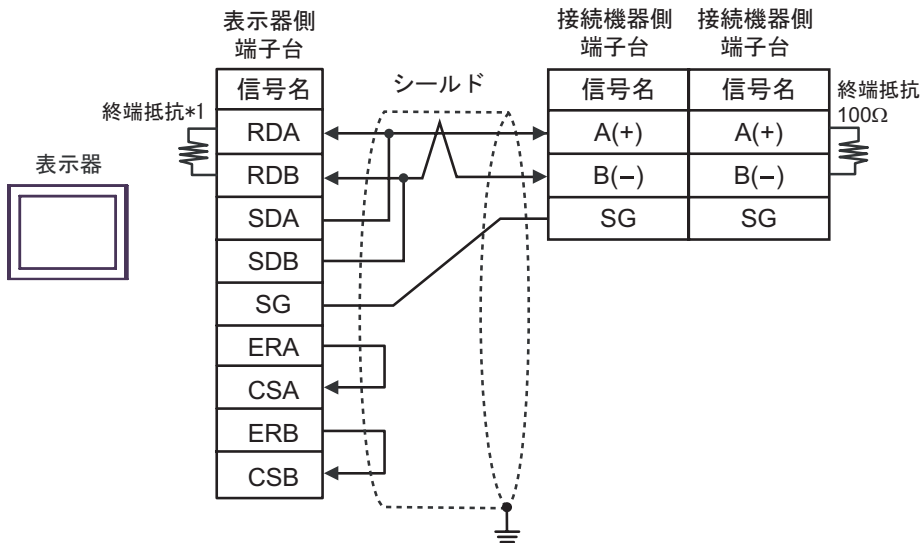 表示器側
端子台
接続機器側
端子台
接続機器側
端子台
信号名
シールド
信号名
信号名
終端抵抗
100Ω
終端抵抗*1
RDA
A(+)
A(+)
表示器
RDB
B(−)
B(−)
SDA
SG
SG
SDB
SG
ERA
CSA
ERB
CSB